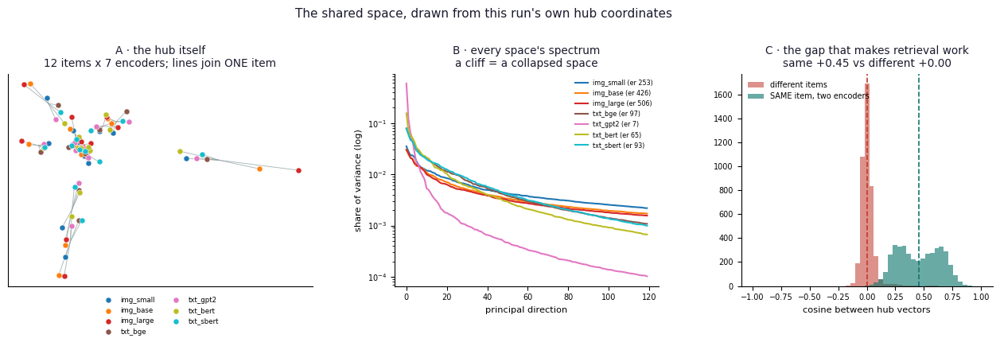 The shared space, drawn from this run's own hub coordinates
A · the hub itself
12 items x 7 encoders; lines join ONE item
img_small
img_base
img_large
txt_bge
txt_gpt2
txt_bert
txt_sbert
B · every space's spectrum
a cliff = a collapsed space
share of variance (log)
10⁻¹
10⁻²
10⁻³
10⁻⁴
img_small (er 253)
img_base (er 426)
img_large (er 506)
txt_bge (er 97)
txt_gpt2 (er 7)
txt_bert (er 65)
txt_sbert (er 93)
0 20 40 60 80 100 120
principal direction
C · the gap that makes retrieval work
same +0.45 vs different +0.00
different items
SAME item, two encoders
1600
1400
1200
1000
800
600
400
200
0
−1.00 −0.75 −0.50 −0.25 0.00 0.25 0.50 0.75 1.00
cosine between hub vectors